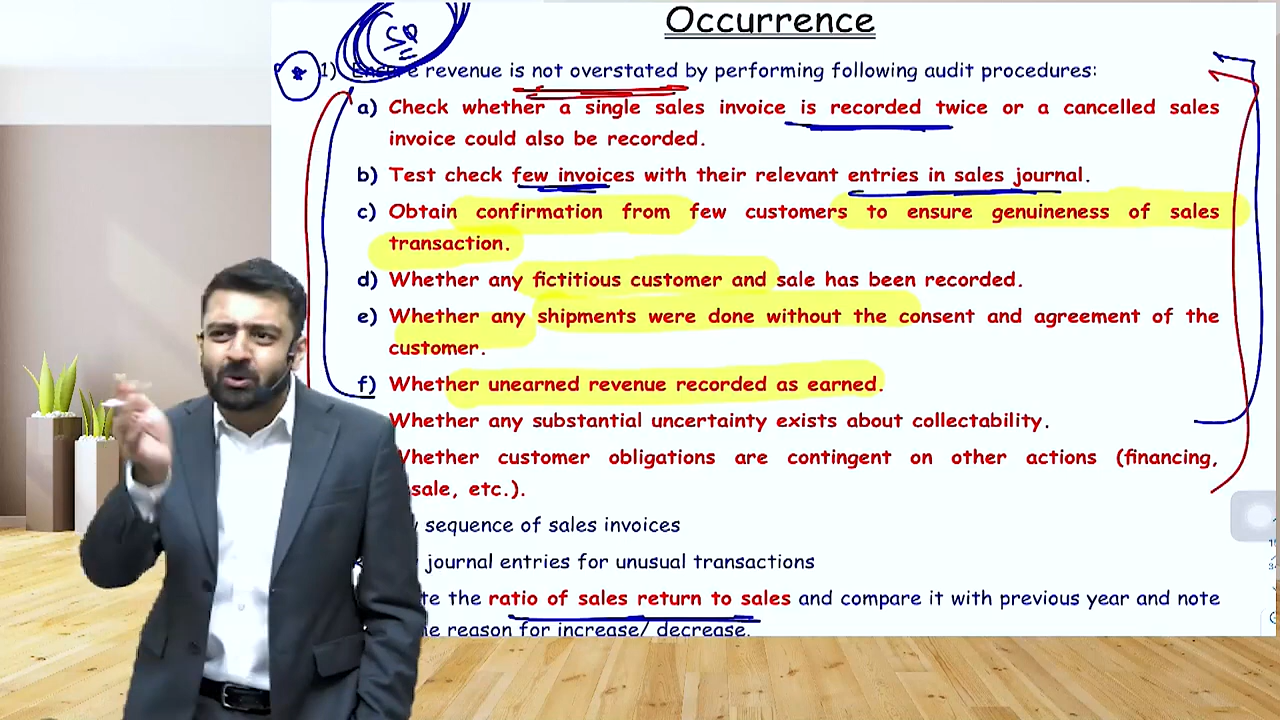 Occurrence
1) Ensure revenue is not overstated by performing following audit procedures:
a) Check whether a single sales invoice is recorded twice or a cancelled sales
invoice could also be recorded.
b) Test check few invoices with their relevant entries in sales journal.
c) Obtain confirmation from few customers to ensure genuineness of sales
transaction.
d) Whether any fictitious customer and sale has been recorded.
e) Whether any shipments were done without the consent and agreement of the
customer.
f) Whether unearned revenue recorded as earned.
Whether any substantial uncertainty exists about collectability.
Whether customer obligations are contingent on other actions (financing,
sale, etc.).
sequence of sales invoices
journal entries for unusual transactions
the ratio of sales return to sales and compare it with previous year and note
reason for increase/ decrease.